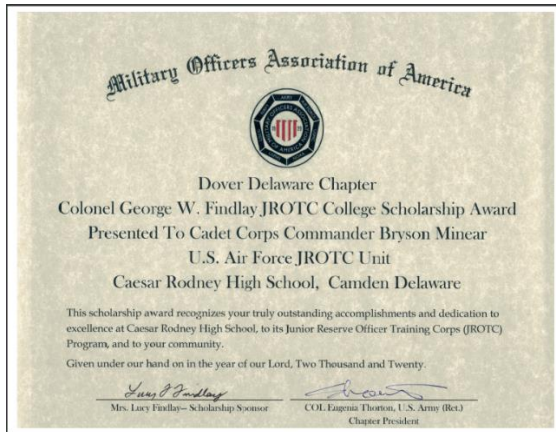 Military Officers Association of America
Dover Delaware Chapter
Colonel George W. Findlay JROTC College Scholarship Award
Presented To Cadet Corps Commander Bryson Minear
U.S. Air Force JROTC Unit
Caesar Rodney High School, Camden Delaware
This scholarship award recognizes your truly outstanding accomplishments and dedication to
excellence at Caesar Rodney High School, to its Junior Reserve Officer Training Corps (JROTC)
Program, and to your community.
Given under our hand on in the year of our Lord, Two Thousand and Twenty.
Mrs. Lucy Findlay— Scholarship Sponsor
COL Eugenia Thorton, U.S. Army (Ret.)
Chapter President